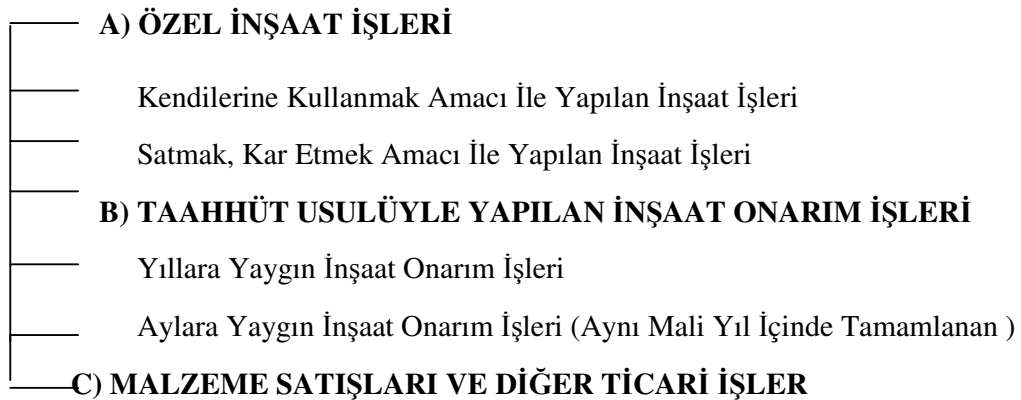 A) ÖZEL İNŞAAT İŞLERİ
Kendilerine Kullanmak Amacı İle Yapılan İnşaat İşleri
Satmak, Kar Etmek Amacı İle Yapılan İnşaat İşleri
B) TAAHHÜT USULÜYLE YAPILAN İNŞAAT ONARIM İŞLERİ
Yıllara Yaygın İnşaat Onarım İşleri
Aylara Yaygın İnşaat Onarım İşleri (Aynı Mali Yıl İçinde Tamamlanan )
C) MALZEME SATIŞLARI VE DİĞER TİCARİ İŞLER